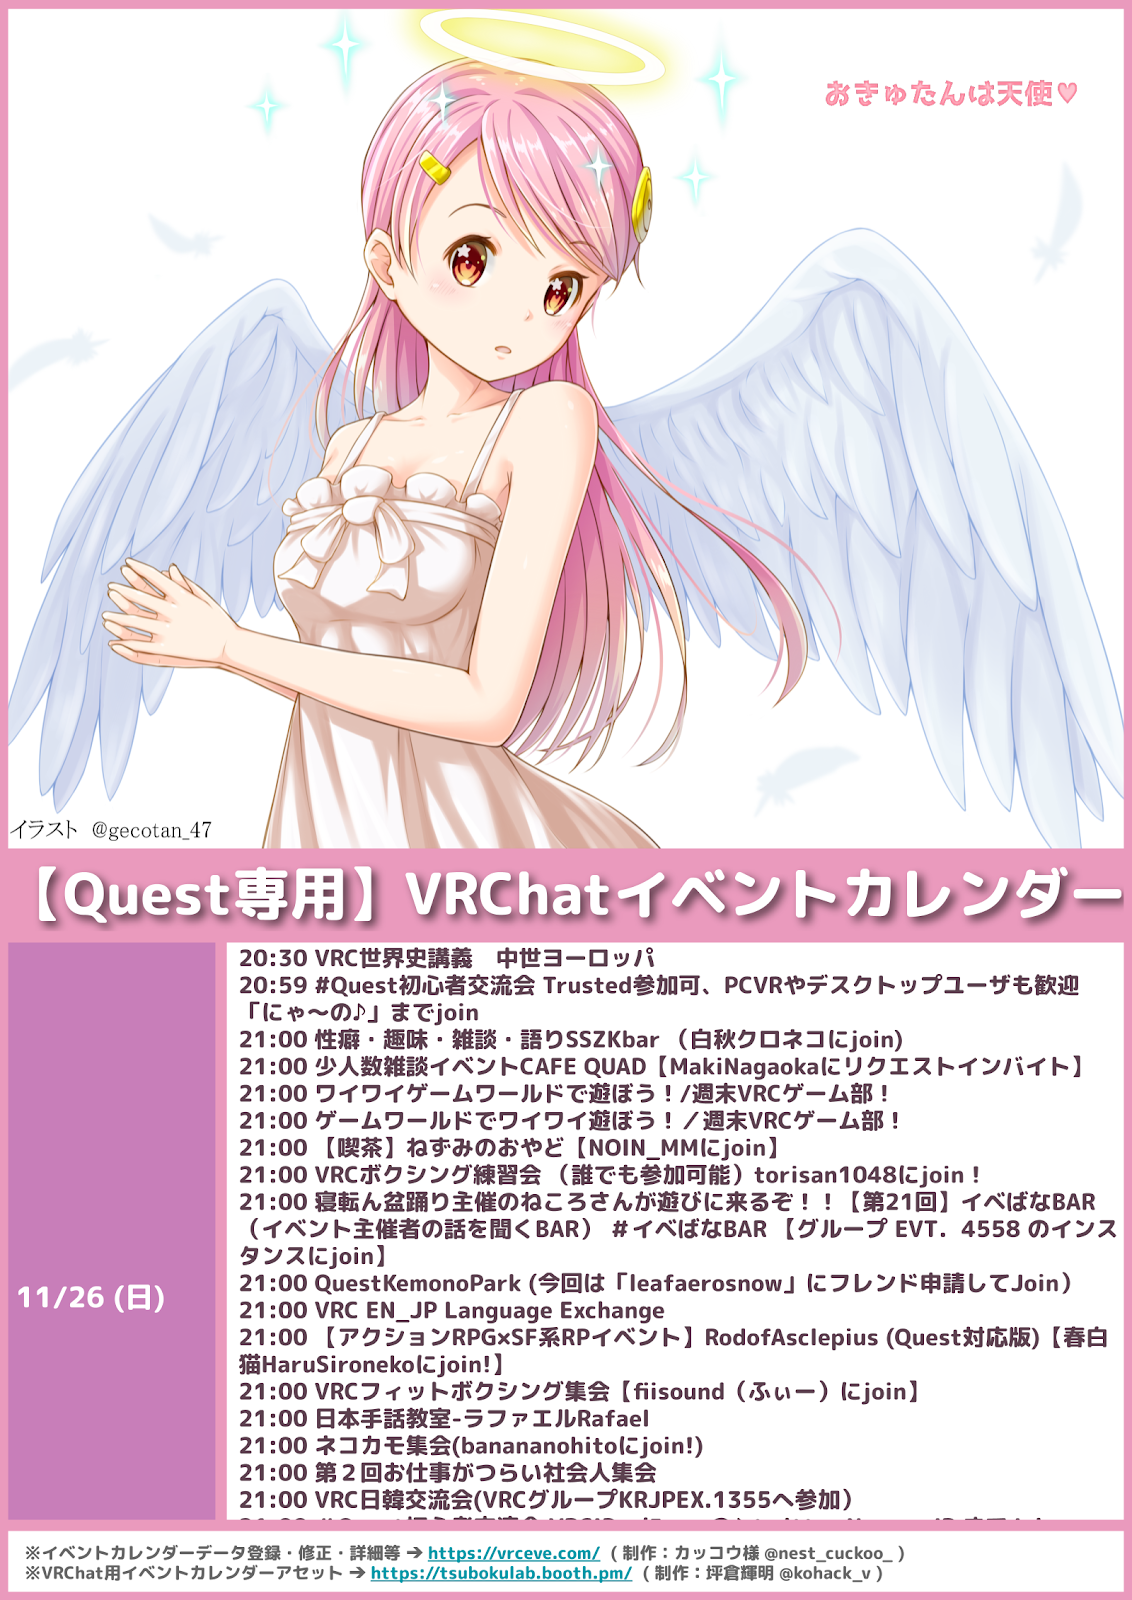 おきゅたんは天使♥
イラスト @gecotan_47
【Quest専用】VRChatイベントカレンダー
11/26 (日)
20:30 VRC世界史講義　中世ヨーロッパ
20:59 #Quest初心者交流会 Trusted参加可、PCVRやデスクトップユーザも歓迎
「にゃ～の♪」までjoin
21:00 性癖・趣味・雑談・語りSSZKbar （白秋クロネコにjoin)
21:00 少人数雑談イベントCAFE QUAD【MakiNagaokaにリクエストインバイト】
21:00 ワイワイゲームワールドで遊ぼう！/週末VRCゲーム部！
21:00 ゲームワールドでワイワイ遊ぼう！／週末VRCゲーム部！
21:00 【喫茶】ねずみのおやど【NOIN_MMにjoin】
21:00 VRCボクシング練習会 （誰でも参加可能）torisan1048にjoin！
21:00 寝転ん盆踊り主催のねころさんが遊びに来るぞ！！【第21回】イベばなBAR
（イベント主催者の話を聞くBAR） ＃イベばなBAR 【グループ EVT．4558 のインス
タンスにjoin】
21:00 QuestKemonoPark (今回は「leafaerosnow」にフレンド申請してJoin）
21:00 VRC EN_JP Language Exchange
21:00 【アクションRPG×SF系RPイベント】RodofAsclepius (Quest対応版)【春白
猫HaruSironekoにjoin!】
21:00 VRCフィットボクシング集会【fiisound（ふぃー）にjoin】
21:00 日本手話教室-ラファエルRafael
21:00 ネコカモ集会(banananohitoにjoin!)
21:00 第２回お仕事がつらい社会人集会
21:00 VRC日韓交流会(VRCグループKRJPEX.1355へ参加）
※イベントカレンダーデータ登録・修正・詳細等 ➔ https://vrceve.com/ （制作：カッコウ様 @nest_cuckoo_ ）
※VRChat用イベントカレンダーアセット ➔ https://tsubokulab.booth.pm/ （制作：坪倉輝明 @kohack_v ）